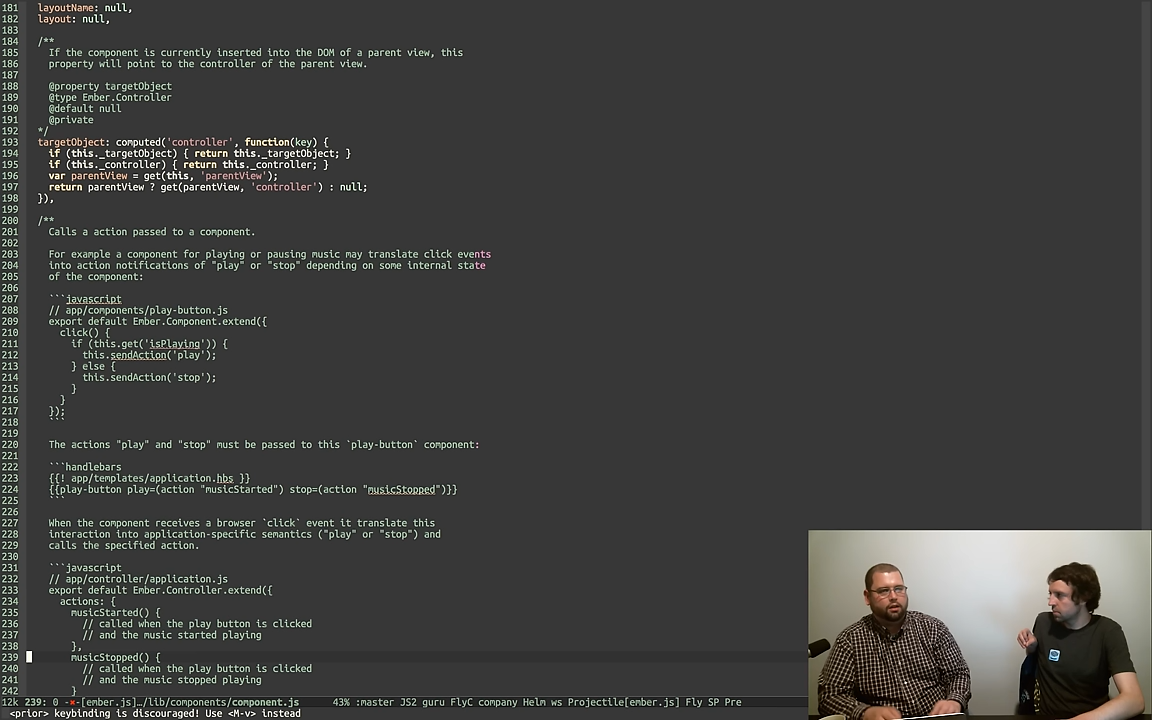 181 layoutName: null,
182 layout: null,
183
184 /**
185 If the component is currently inserted into the DOM of a parent view, this
186 property will point to the controller of the parent view.
187
188 @property targetObject
189 @type Ember.Controller
190 @default null
191 @private
192 */
193 targetObject: computed('controller', function(key) {
194 if (this._targetObject) { return this._targetObject; }
195 if (this._controller) { return this._controller; }
196 var parentView = get(this, 'parentView');
197 return parentView ? get(parentView, 'controller') : null;
198 }),
199
200 /**
201 Calls a action passed to a component.
202
203 For example a component for playing or pausing music may translate click events
204 into action notifications of "play" or "stop" depending on some internal state
205 of the component:
206
207 ```javascript
208 // app/components/play-button.js
209 export default Ember.Component.extend({
210 click() {
211 if (this.get('isPlaying')) {
212 this.sendAction('play');
213 } else {
214 this.sendAction('stop');
215 }
216 }
217 });
218 ```
219
220 The actions "play" and "stop" must be passed to this `play-button` component:
221
222 ```handlebars
223 {{! app/templates/application.hbs }}
224 {{play-button play=(action "musicStarted") stop=(action "musicStopped")}}
225 ```
226
227 When the component receives a browser `click` event it translate this
228 interaction into application-specific semantics ("play" or "stop") and
229 calls the specified action.
230
231 ```javascript
232 // app/controller/application.js
233 export default Ember.Controller.extend({
234 actions: {
235 musicStarted() {
236 // called when the play button is clicked
237 // and the music started playing
238 },
239 musicStopped() {
240 // called when the play button is clicked
241 // and the music stopped playing
242 }
12k 239: 0 -✖-[ember.js]…/lib/components/component.js 43% :master JS2 guru FlyC company Helm ws Projectile[ember.js] Fly SP Pre
<prior> keybinding is discouraged! Use <M-v> instead